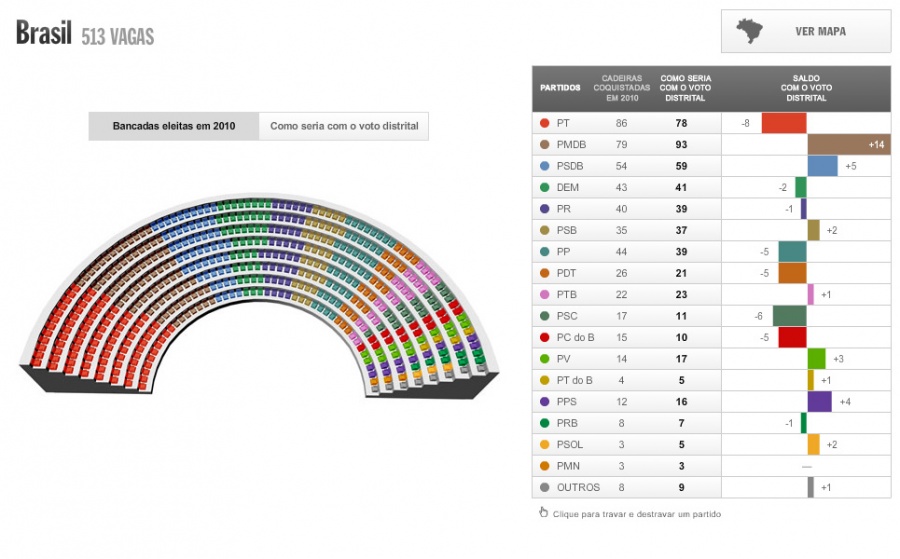 Brasil 513 VAGAS
VER MAPA
Bancadas eleitas em 2010
Como seria com o voto distrital
PARTIDOS
CADEIRAS
COQUISTADAS
EM 2010
COMO SERIA
COM O VOTO
DISTRITAL
SALDO
COM O VOTO
DISTRITAL
PT 86 78 -8
PMDB 79 93 +14
PSDB 54 59 +5
DEM 43 41 -2
PR 40 39 -1
PSB 35 37 +2
PP 44 39 -5
PDT 26 21 -5
PTB 22 23 +1
PSC 17 11 -6
PC do B 15 10 -5
PV 14 17 +3
PT do B 4 5 +1
PPS 12 16 +4
PRB 8 7 -1
PSOL 3 5 +2
PMN 3 3 —
OUTROS 8 9 +1
Clique para travar e destravar um partido